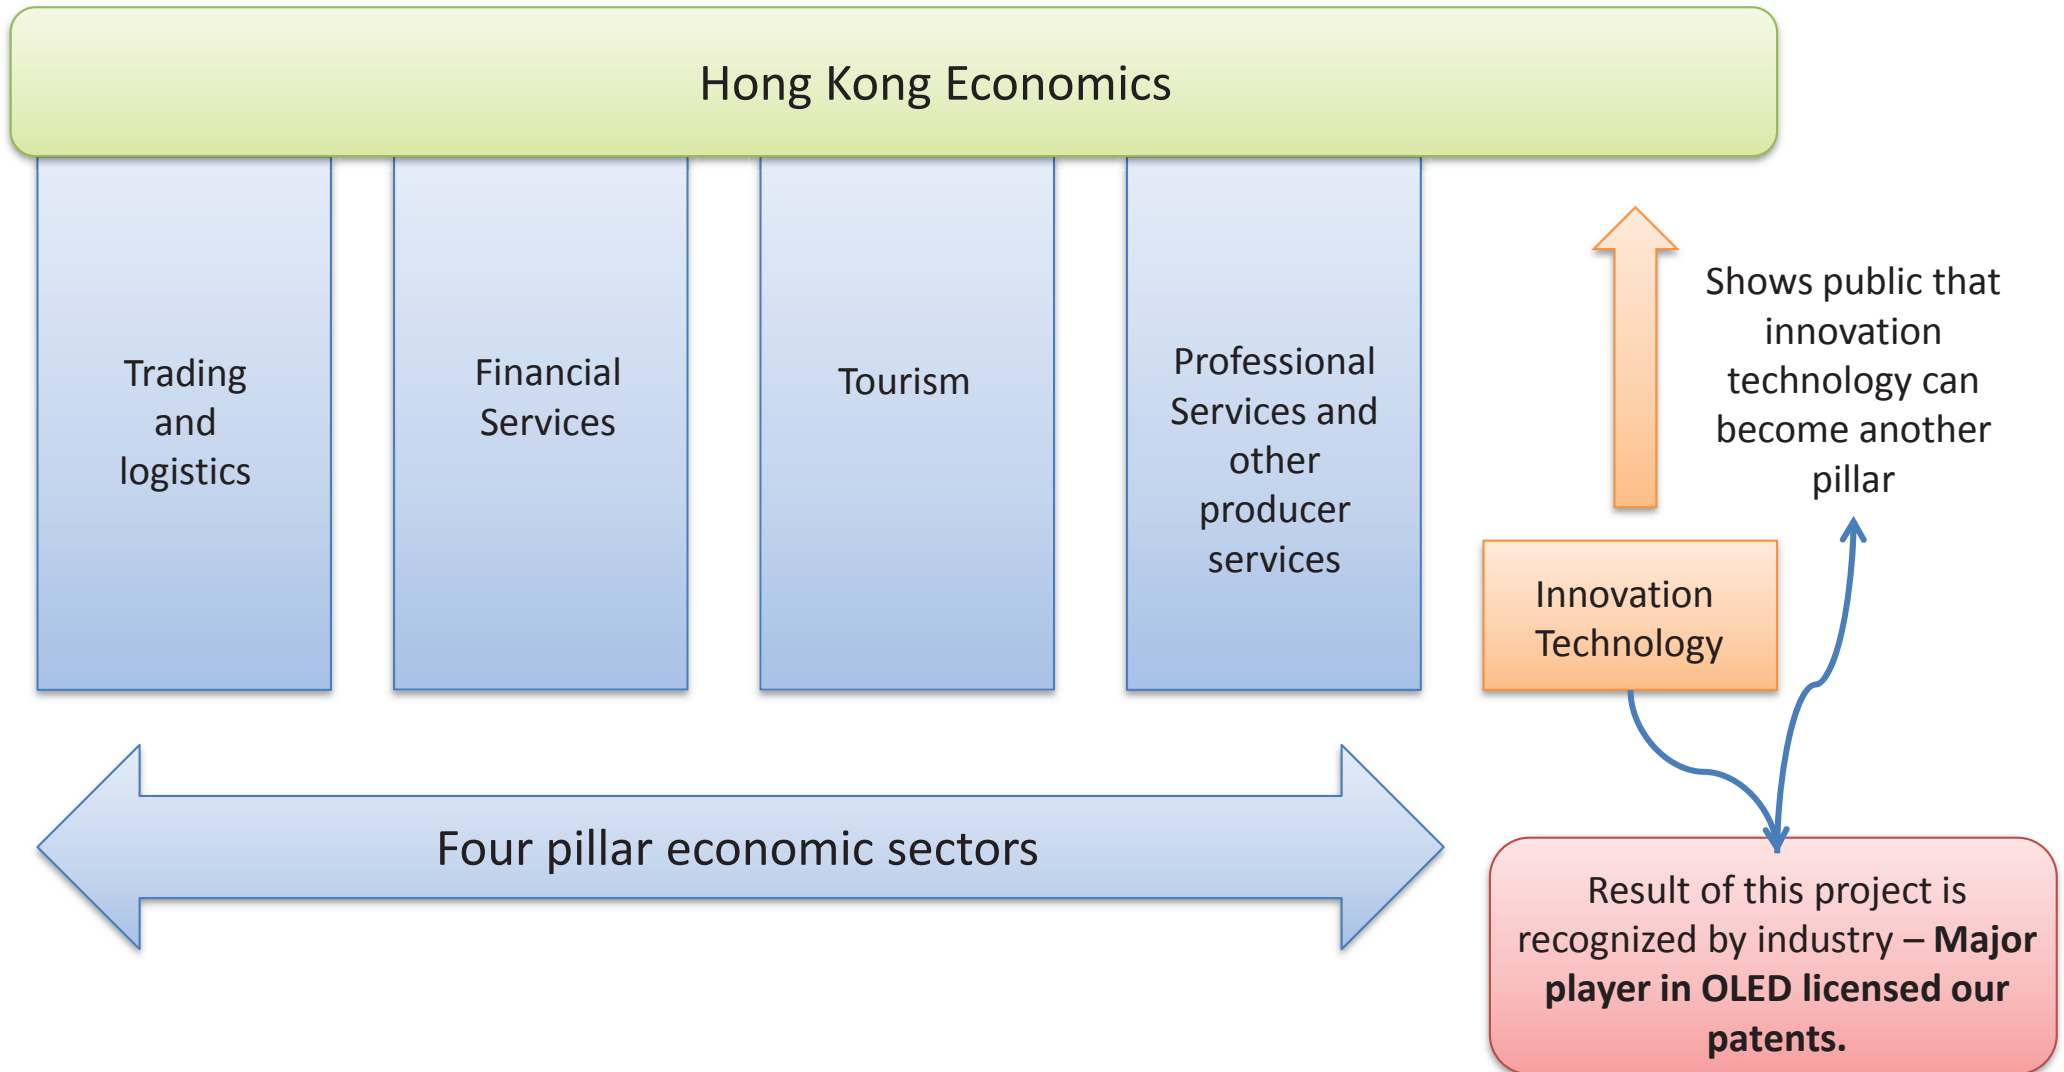 Hong Kong Economics
Trading
and
logistics
Financial
Services
Tourism
Professional
Services and
other
producer
services
Shows public that
innovation
technology can
become another
pillar
Innovation
Technology
Four pillar economic sectors
Result of this project is
recognized by industry – Major
player in OLED licensed our
patents.